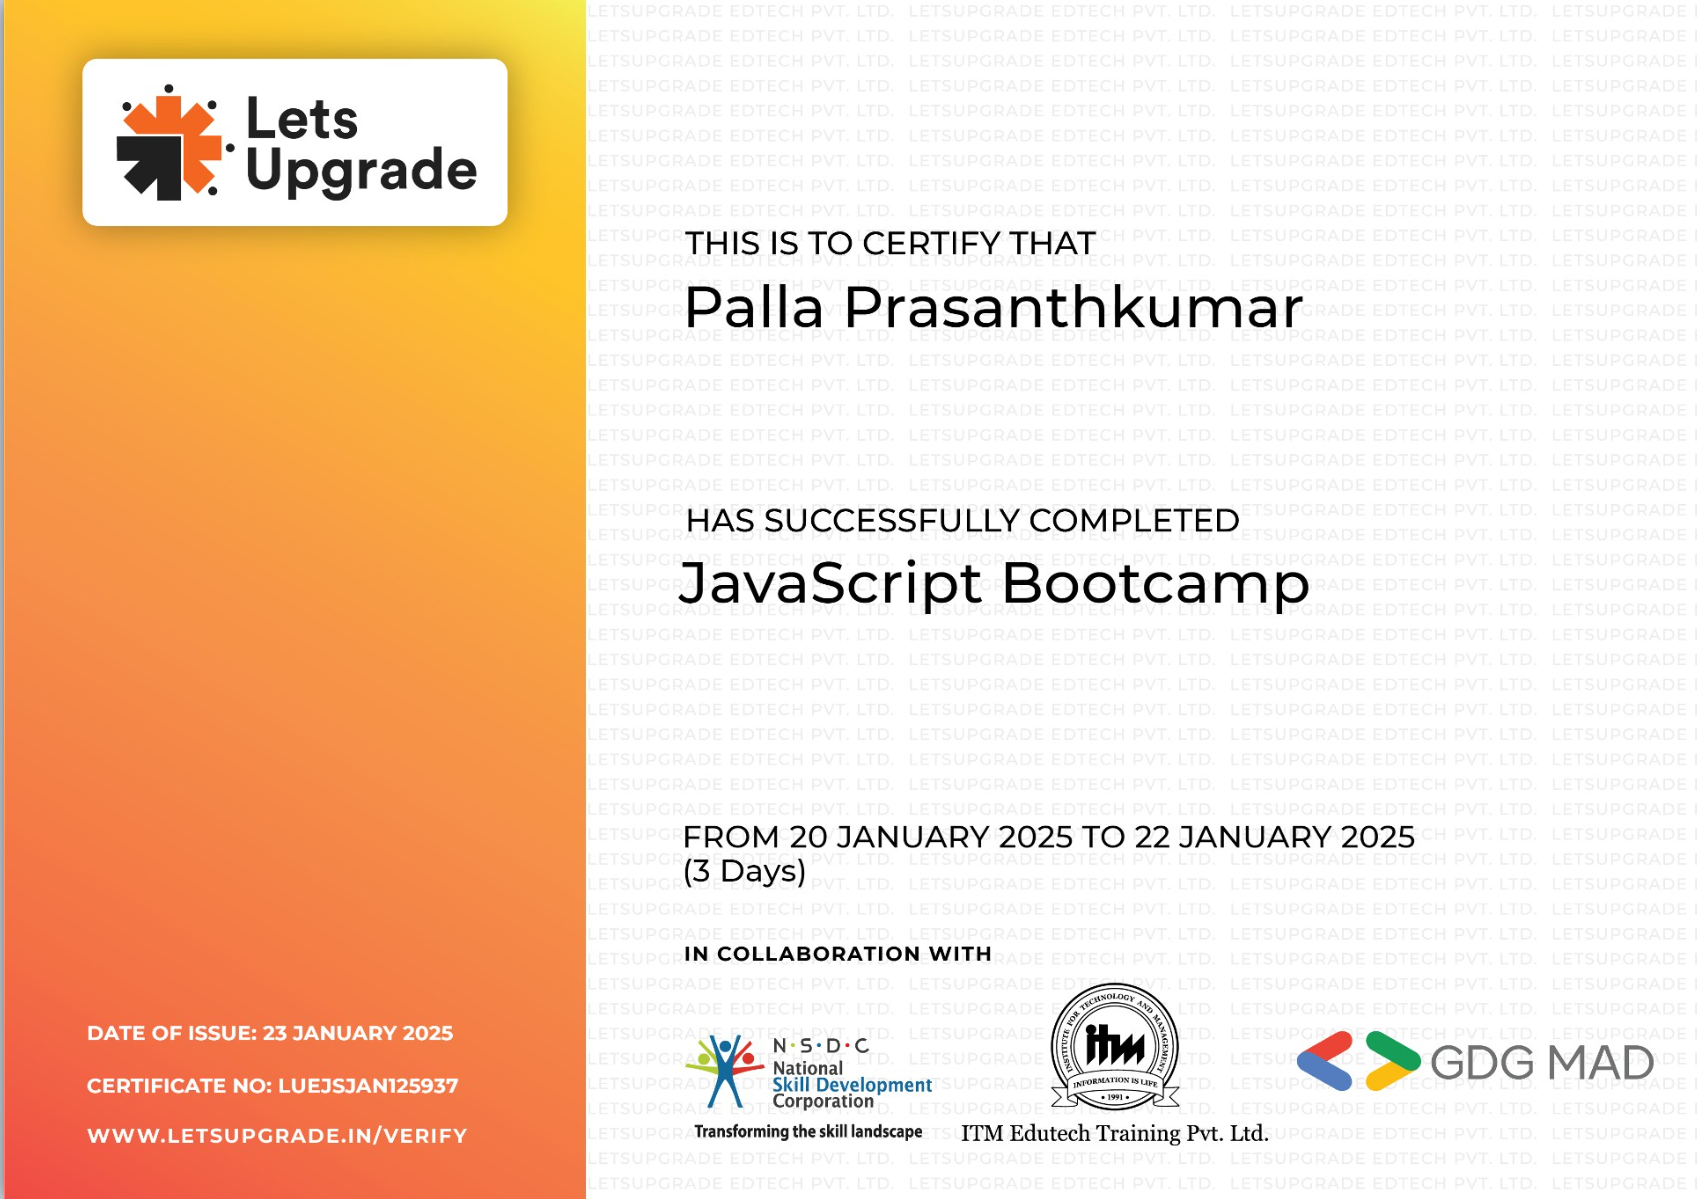 Lets
Upgrade
THIS IS TO CERTIFY THAT
Palla Prasanthkumar
HAS SUCCESSFULLY COMPLETED
JavaScript Bootcamp
FROM 20 JANUARY 2025 TO 22 JANUARY 2025
(3 Days)
IN COLLABORATION WITH
N·S·D·C
National
Skill Development
Corporation
Transforming the skill landscape
INSTITUTE FOR TECHNOLOGY AND MANAGEMENT
itm
INFORMATION IS LIFE
• 1991 •
ITM Edutech Training Pvt. Ltd.
GDG MAD
DATE OF ISSUE: 23 JANUARY 2025
CERTIFICATE NO: LUEJSJAN125937
WWW.LETSUPGRADE.IN/VERIFY
LETSUPGRADE EDTECH PVT. LTD.